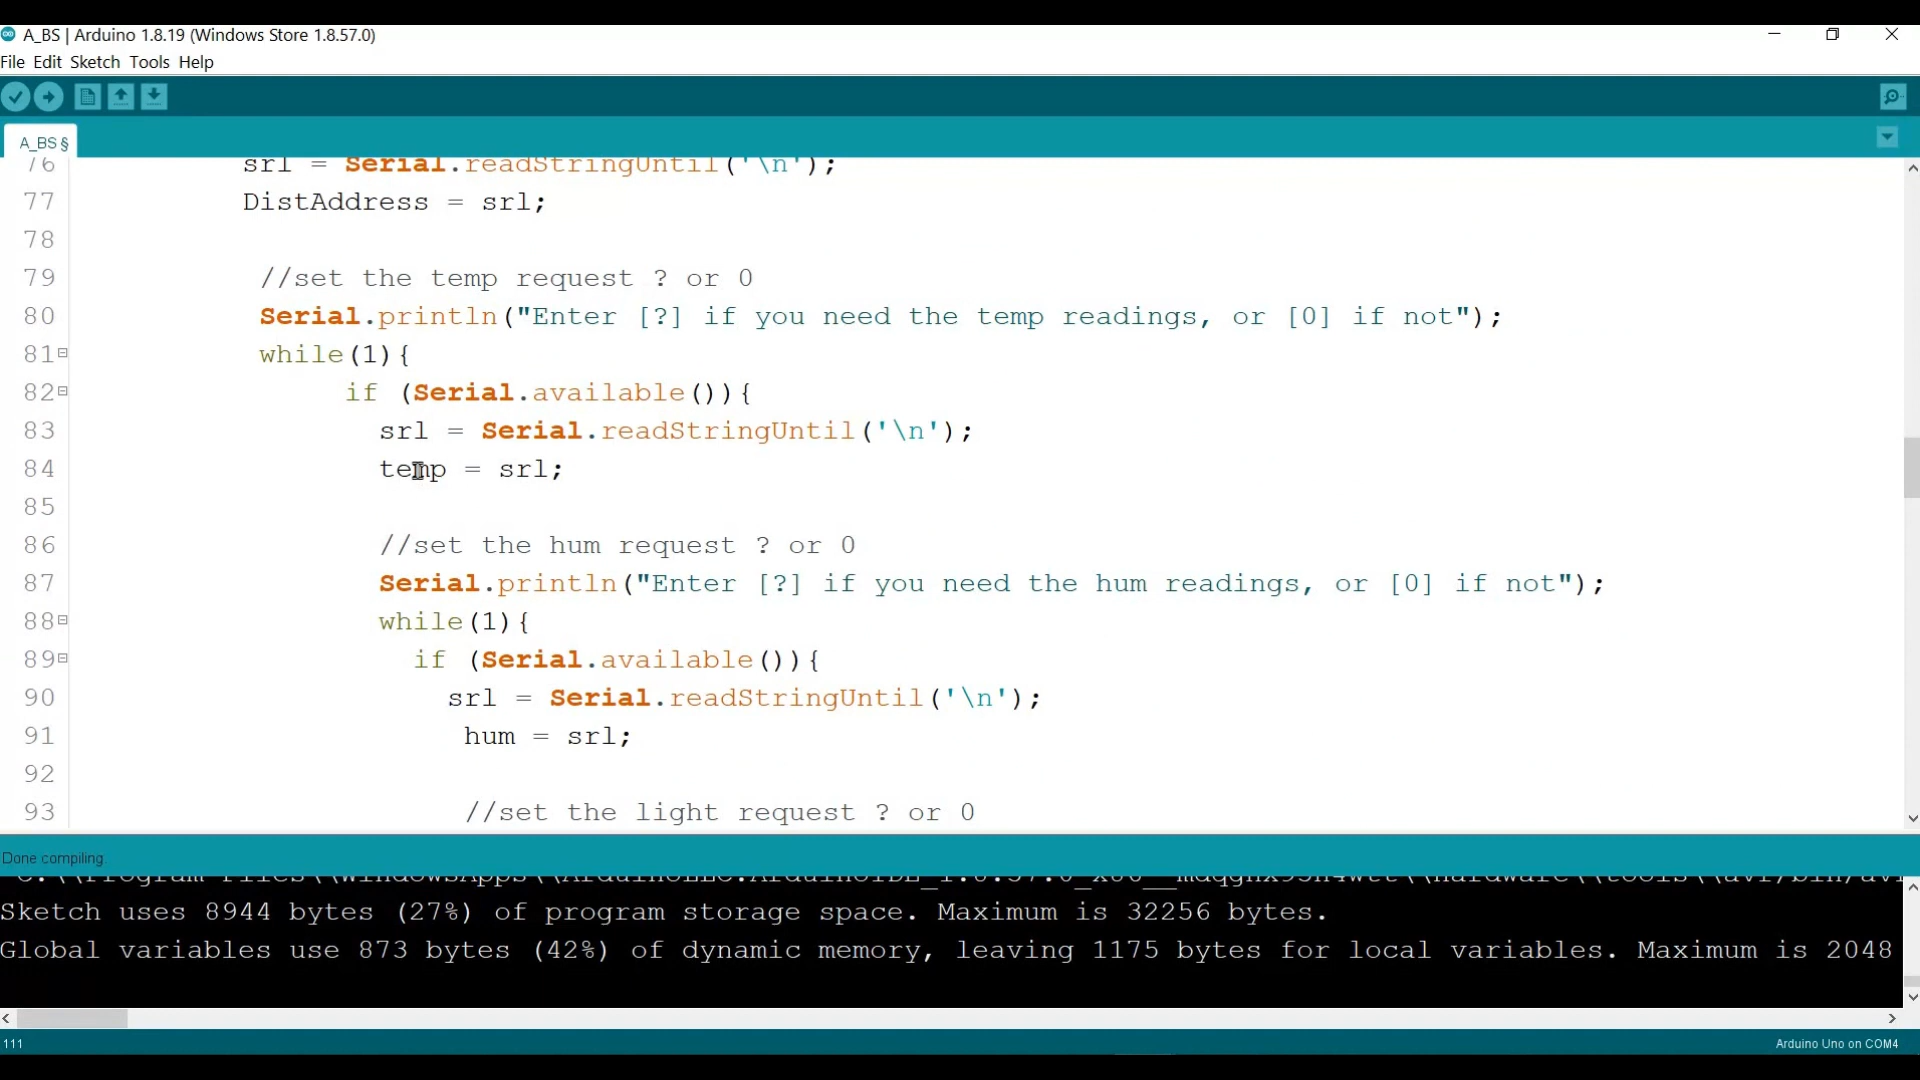 A_BS | Arduino 1.8.19 (Windows Store 1.8.57.0)
File Edit Sketch Tools Help
A_BS §
76 srl = Serial.readStringUntil('\n');
77 DistAddress = srl;
78
79 //set the temp request ? or 0
80 Serial.println("Enter [?] if you need the temp readings, or [0] if not");
81 while(1){
82 if (Serial.available()){
83 srl = Serial.readStringUntil('\n');
84 temp = srl;
85
86 //set the hum request ? or 0
87 Serial.println("Enter [?] if you need the hum readings, or [0] if not");
88 while(1){
89 if (Serial.available()){
90 srl = Serial.readStringUntil('\n');
91 hum = srl;
92
93 //set the light request ? or 0
Done compiling.
Sketch uses 8944 bytes (27%) of program storage space. Maximum is 32256 bytes.
Global variables use 873 bytes (42%) of dynamic memory, leaving 1175 bytes for local variables. Maximum is 2048
111
Arduino Uno on COM4